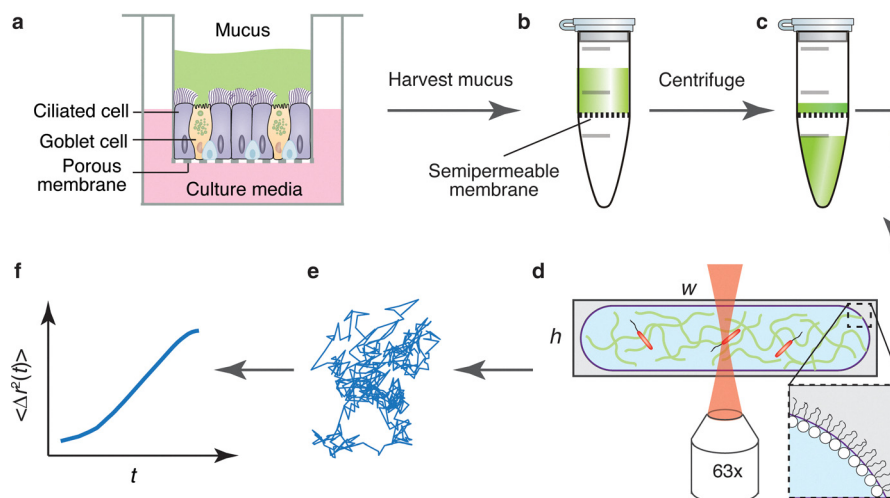 a
Mucus
Ciliated cell
Goblet cell
Porous
membrane
Culture media
Harvest mucus
b
Semipermeable
membrane
Centrifuge
c
d
w
h
63x
e
f
<Δr²(t)>
t